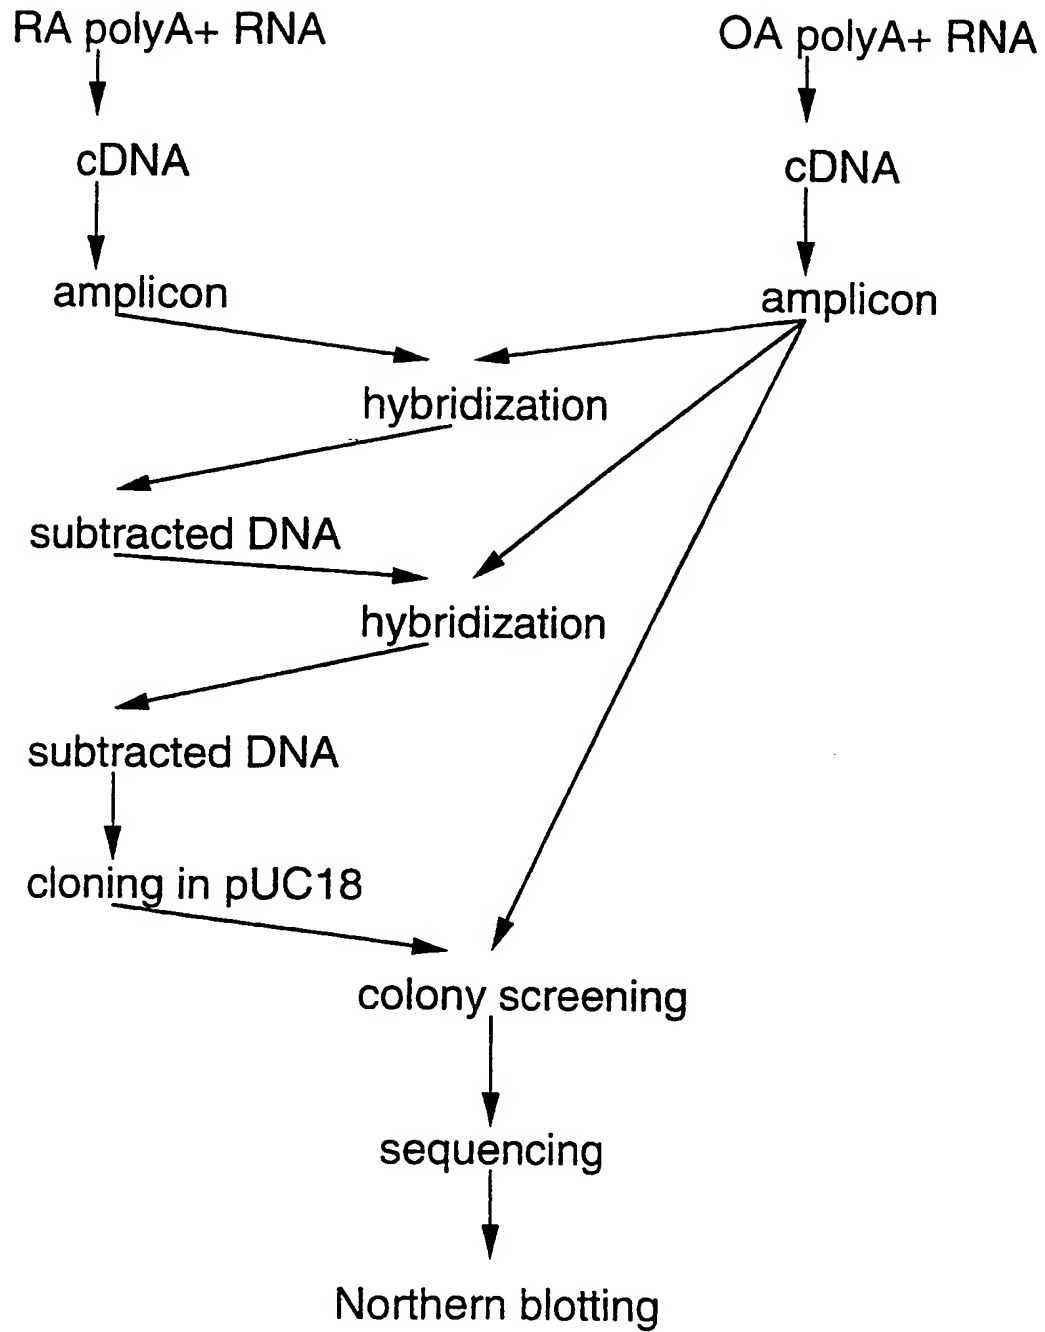 RA polyA+ RNA
OA polyA+ RNA
cDNA
cDNA
amplicon
amplicon
hybridization
subtracted DNA
hybridization
subtracted DNA
cloning in pUC18
colony screening
sequencing
Northern blotting